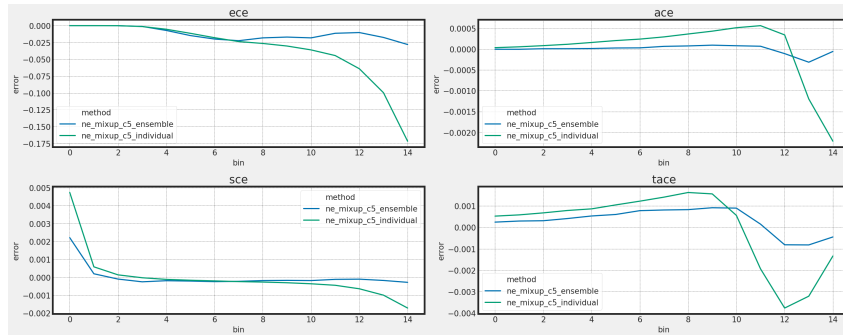 ece
0.000
-0.025
-0.050
-0.075
-0.100
-0.125
-0.150
-0.175
error
method
ne_mixup_c5_ensemble
ne_mixup_c5_individual
0 2 4 6 8 10 12 14
bin
ace
0.0005
0.0000
-0.0005
-0.0010
-0.0015
-0.0020
error
method
ne_mixup_c5_ensemble
ne_mixup_c5_individual
0 2 4 6 8 10 12 14
bin
sce
0.005
0.004
0.003
0.002
0.001
0.000
-0.001
-0.002
error
method
ne_mixup_c5_ensemble
ne_mixup_c5_individual
0 2 4 6 8 10 12 14
bin
tace
0.001
0.000
-0.001
-0.002
-0.003
-0.004
error
method
ne_mixup_c5_ensemble
ne_mixup_c5_individual
0 2 4 6 8 10 12 14
bin